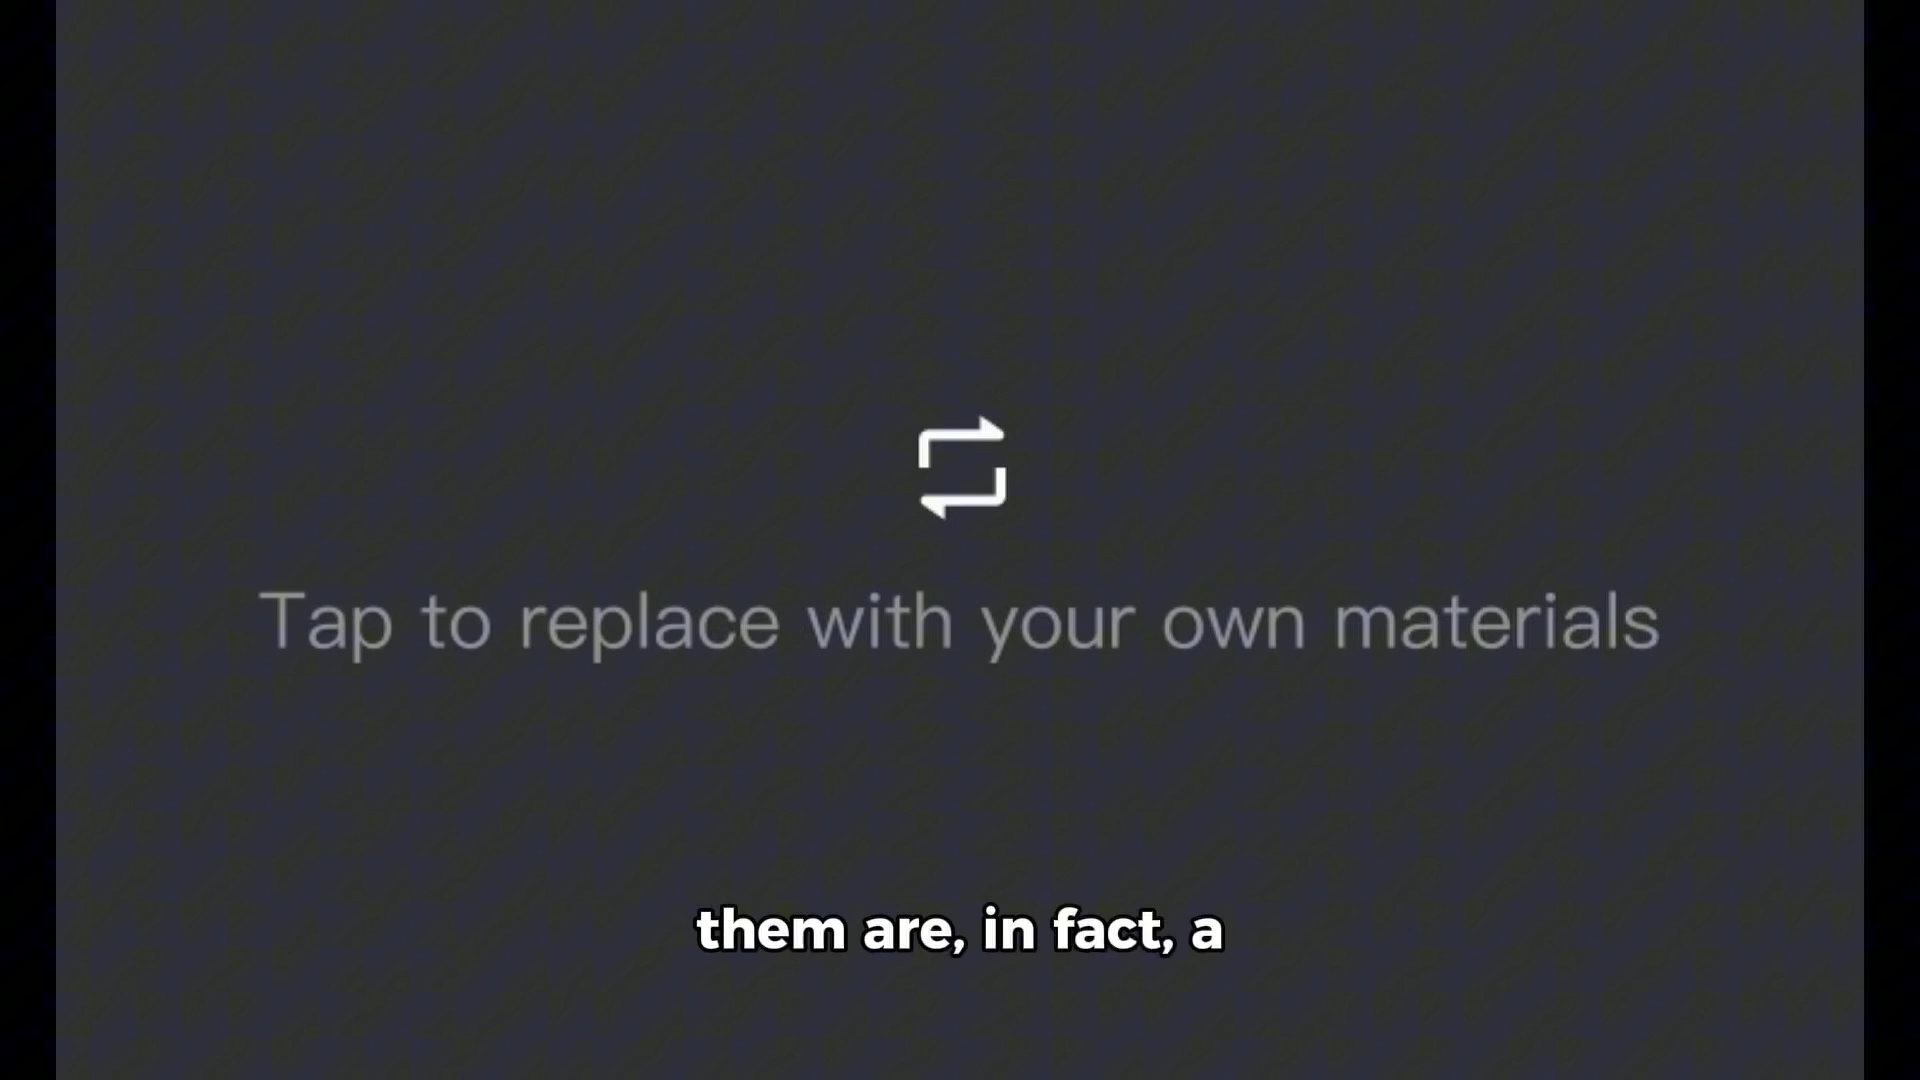 Tap to replace with your own materials
them are, in fact, a